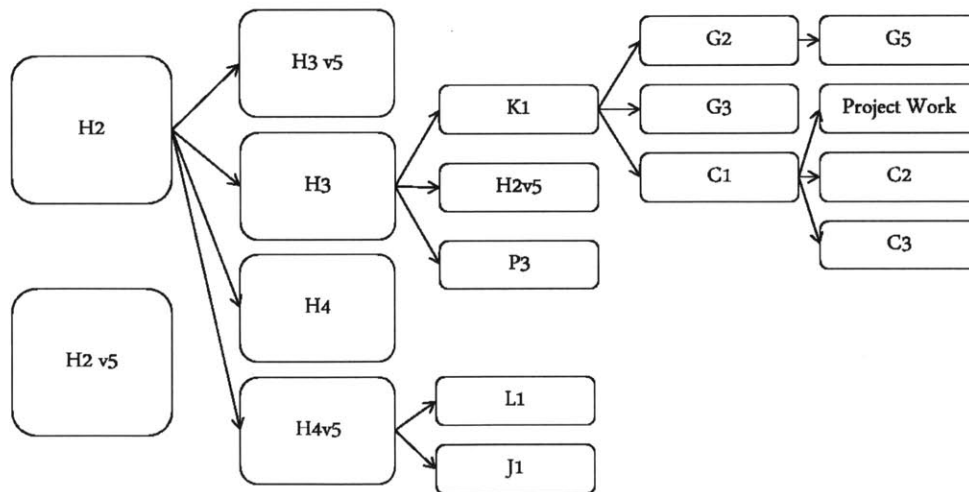 H2
H2 v5
H3 v5
H3
H4
H4v5
K1
H2v5
P3
L1
J1
G2
G3
C1
G5
Project Work
C2
C3